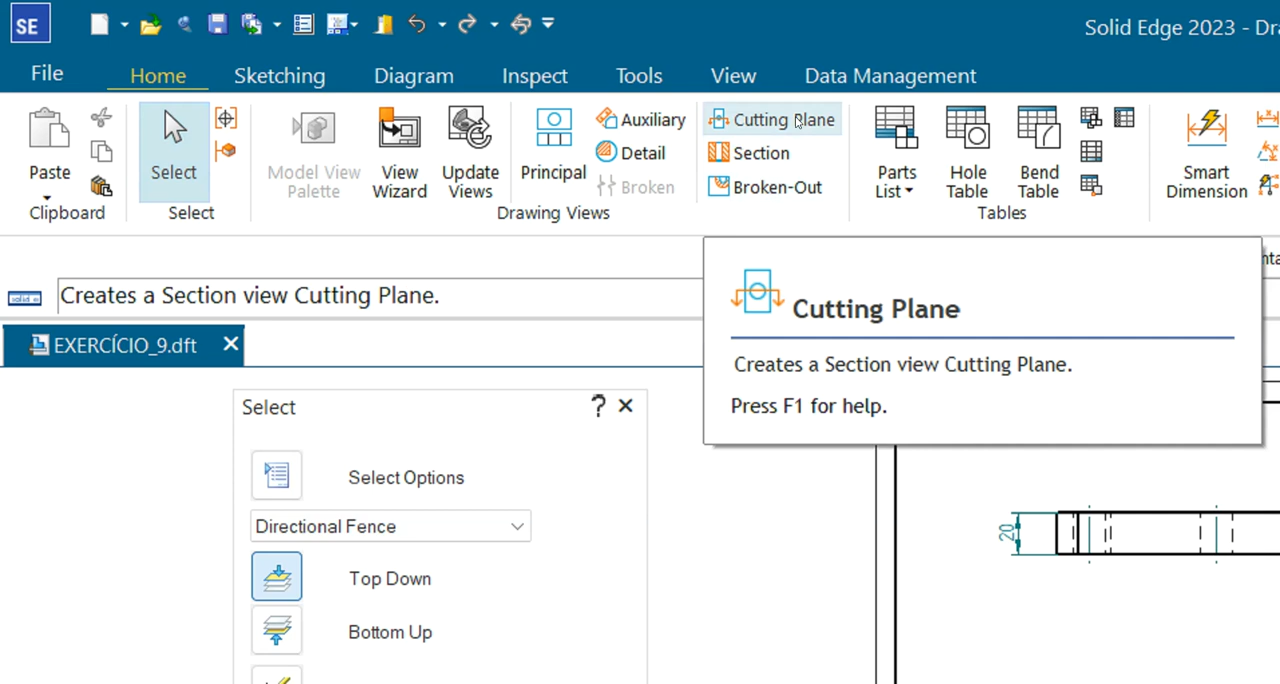 SE
Solid Edge 2023 - Dra
File Home Sketching Diagram Inspect Tools View Data Management
Paste
Clipboard
Select
Select
Model View
Palette
View
Wizard
Update
Views
Principal
Auxiliary
Detail
Broken
Drawing Views
Cutting Plane
Section
Broken-Out
Parts
List
Hole
Table
Bend
Table
Tables
Smart
Dimension
Creates a Section view Cutting Plane.
EXERCÍCIO_9.dft
Cutting Plane
Creates a Section view Cutting Plane.
Press F1 for help.
Select
Select Options
Directional Fence
Top Down
Bottom Up
20